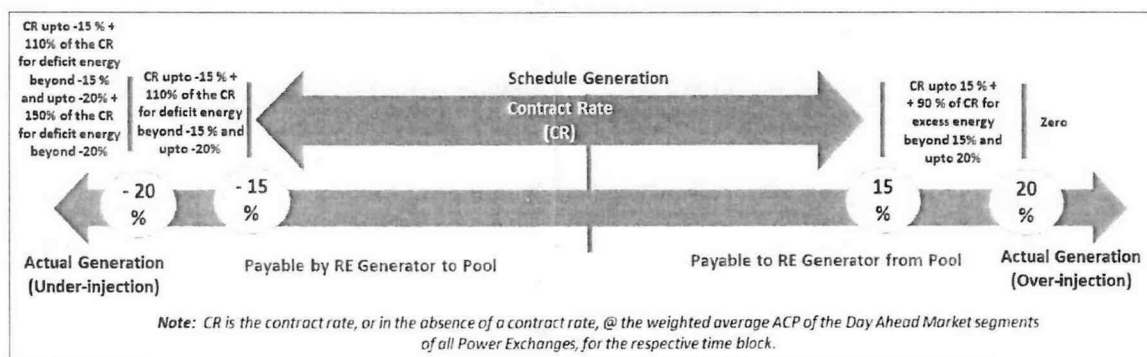 CR upto -15 % +
110% of the CR
for deficit energy
beyond -15 %
and upto -20% +
150% of the CR
for deficit energy
beyond -20%
CR upto -15 % +
110% of the CR
for deficit energy
beyond -15 % and
upto -20%
Schedule Generation
Contract Rate
(CR)
CR upto 15 % +
+ 90 % of CR for
excess energy
beyond 15% and
upto 20%
Zero
- 20
%
- 15
%
15
%
20
%
Actual Generation
(Under-injection)
Payable by RE Generator to Pool
Payable to RE Generator from Pool
Actual Generation
(Over-injection)
Note: CR is the contract rate, or in the absence of a contract rate, @ the weighted average ACP of the Day Ahead Market segments
of all Power Exchanges, for the respective time block.